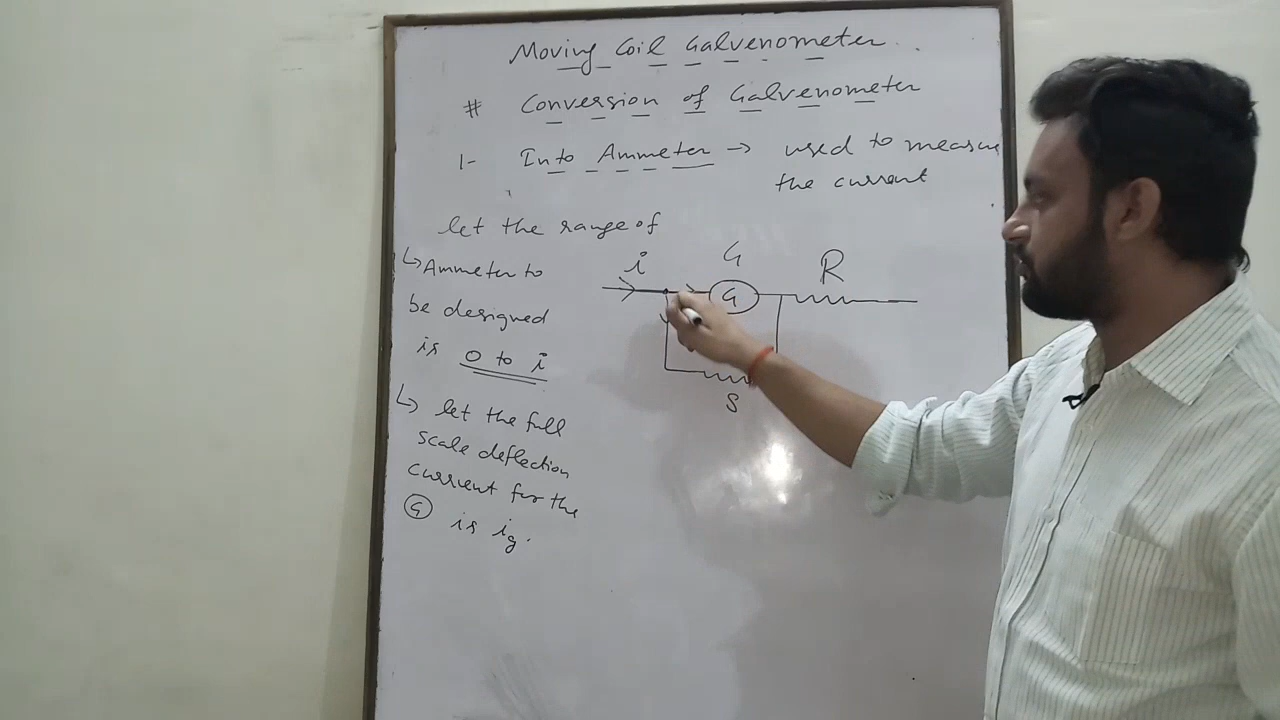 Moving Coil Galvenometer
# Conversion of Galvenometer
1- Into Ammeter → used to measure
the current
let the range of
↳ Ammeter to
be designed
is 0 to i
↳ let the full
scale deflection
current for the
G is ig.
i
G
G
R
S